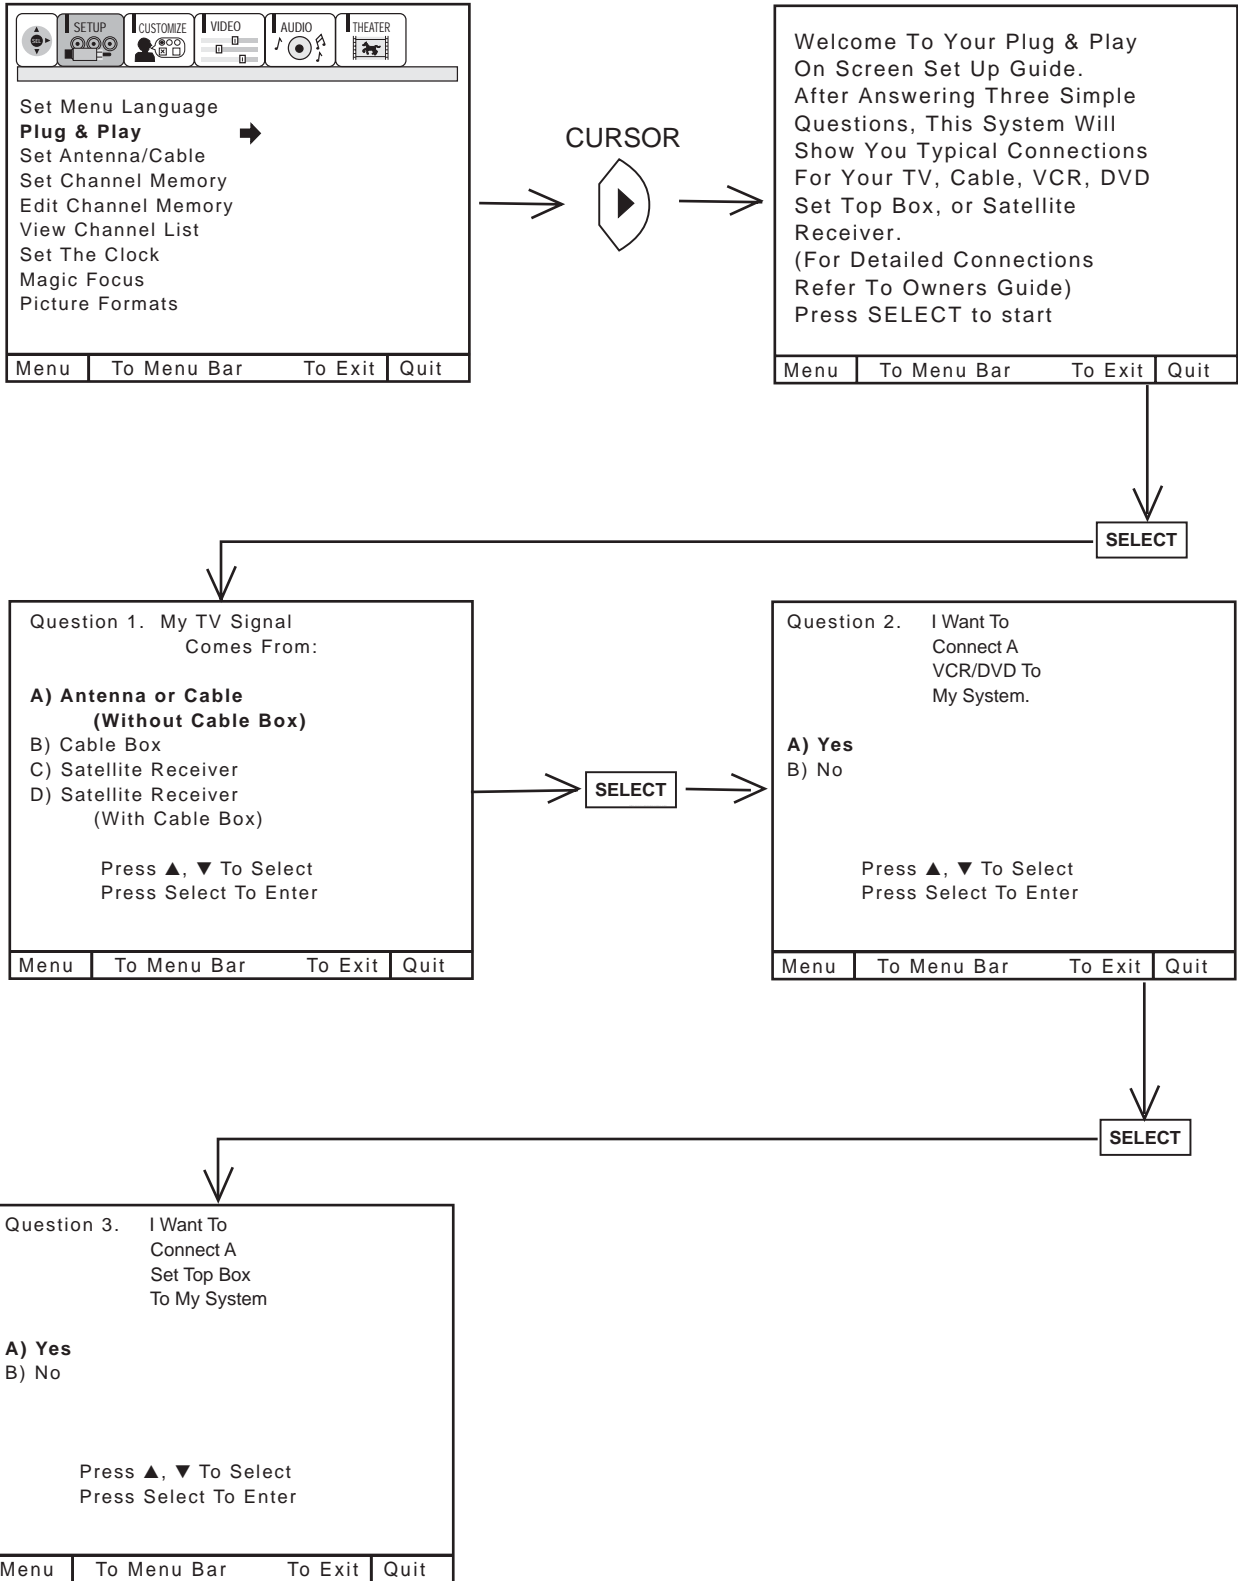 SETUP
CUSTOMIZE
VIDEO
AUDIO
THEATER
SEL
Set Menu Language
Plug & Play
Set Antenna/Cable
Set Channel Memory
Edit Channel Memory
View Channel List
Set The Clock
Magic Focus
Picture Formats
Menu To Menu Bar To Exit Quit
CURSOR
Welcome To Your Plug & Play
On Screen Set Up Guide.
After Answering Three Simple
Questions, This System Will
Show You Typical Connections
For Your TV, Cable, VCR, DVD
Set Top Box, or Satellite
Receiver.
(For Detailed Connections
Refer To Owners Guide)
Press SELECT to start
Menu To Menu Bar To Exit Quit
SELECT
Question 1. My TV Signal
Comes From:
A) Antenna or Cable
(Without Cable Box)
B) Cable Box
C) Satellite Receiver
D) Satellite Receiver
(With Cable Box)
Press ▲, ▼ To Select
Press Select To Enter
Menu To Menu Bar To Exit Quit
SELECT
Question 2. I Want To
Connect A
VCR/DVD To
My System.
A) Yes
B) No
Press ▲, ▼ To Select
Press Select To Enter
Menu To Menu Bar To Exit Quit
SELECT
Question 3. I Want To
Connect A
Set Top Box
To My System
A) Yes
B) No
Press ▲, ▼ To Select
Press Select To Enter
Menu To Menu Bar To Exit Quit